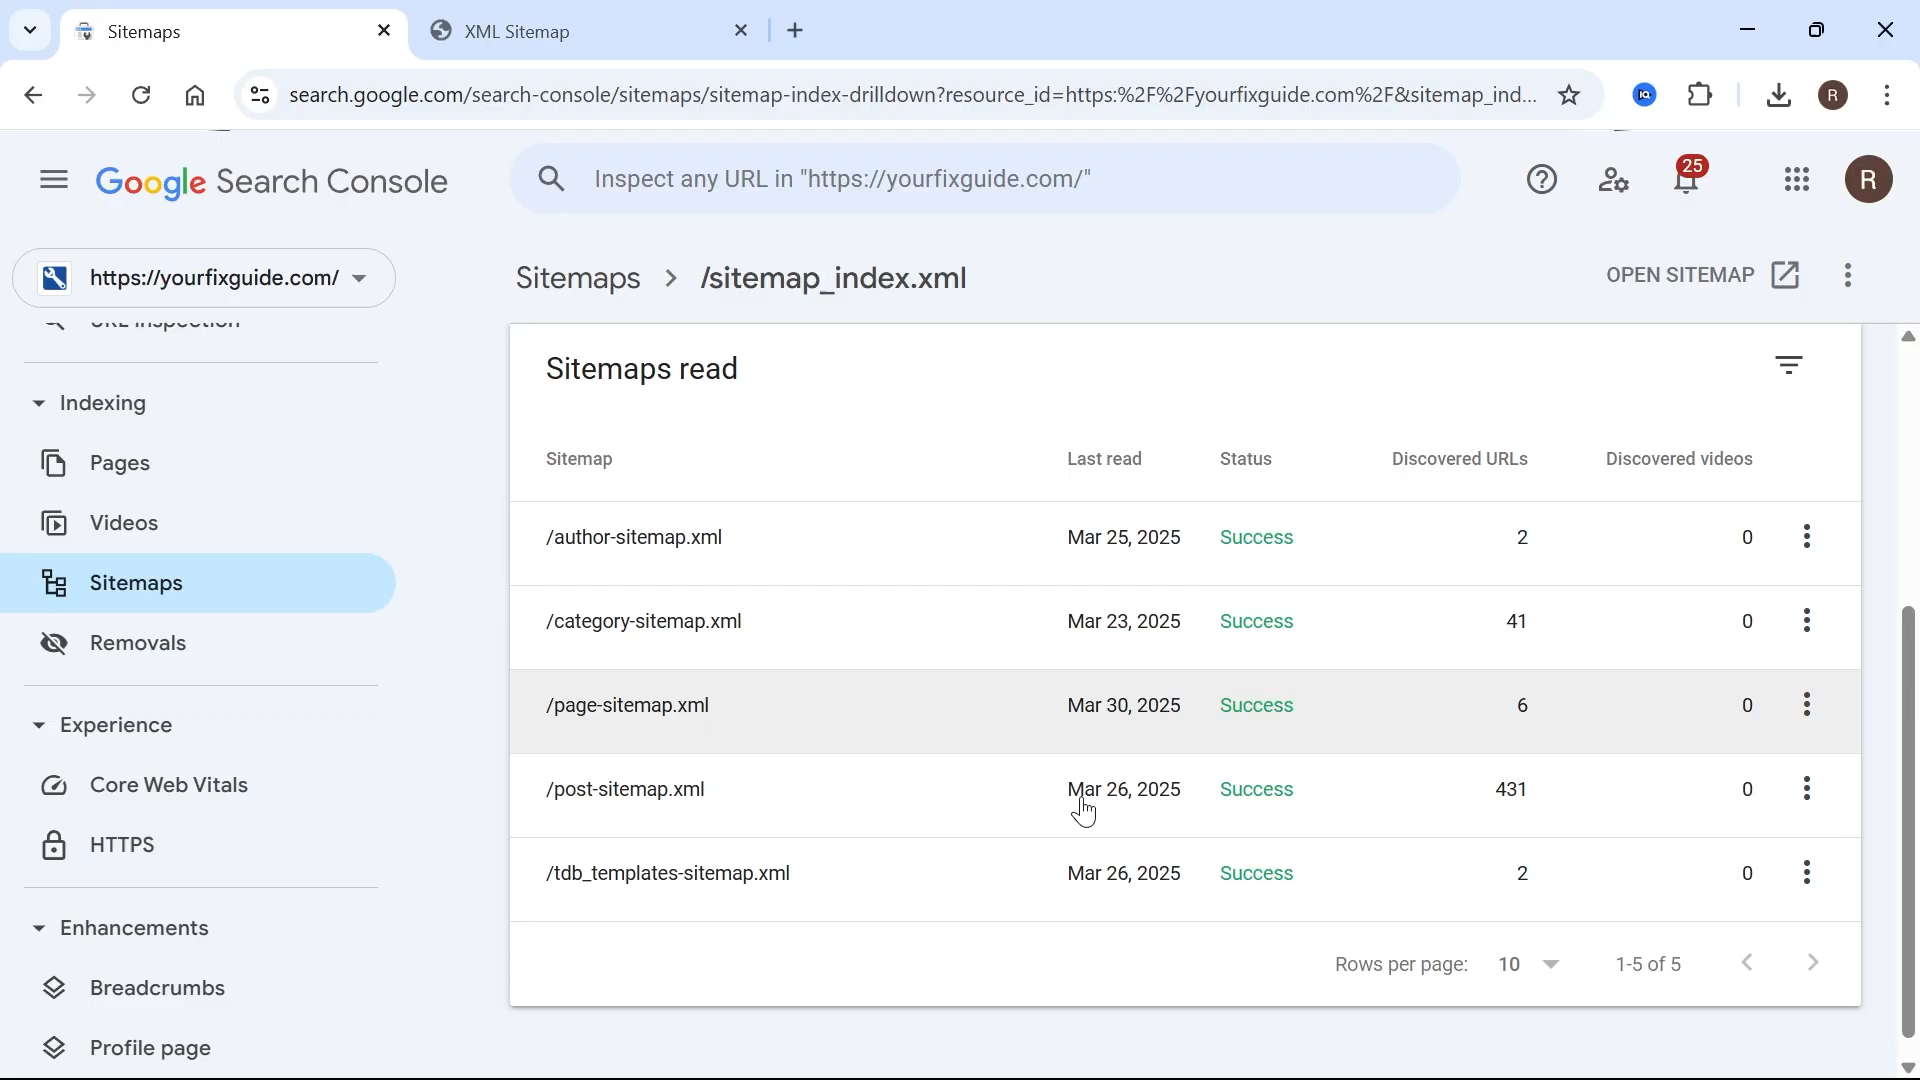 Sitemaps
XML Sitemap
search.google.com/search-console/sitemaps/sitemap-index-drilldown?resource_id=https:%2F%2Fyourfixguide.com%2F&sitemap_ind...
R
Google Search Console
Inspect any URL in "https://yourfixguide.com/"
25
R
https://yourfixguide.com/
Sitemaps > /sitemap_index.xml
OPEN SITEMAP
URL Inspection
Indexing
Pages
Videos
Sitemaps
Removals
Experience
Core Web Vitals
HTTPS
Enhancements
Breadcrumbs
Profile page
Sitemaps read
Sitemap Last read Status Discovered URLs Discovered videos
/author-sitemap.xml Mar 25, 2025 Success 2 0
/category-sitemap.xml Mar 23, 2025 Success 41 0
/page-sitemap.xml Mar 30, 2025 Success 6 0
/post-sitemap.xml Mar 26, 2025 Success 431 0
/tdb_templates-sitemap.xml Mar 26, 2025 Success 2 0
Rows per page: 10 1-5 of 5